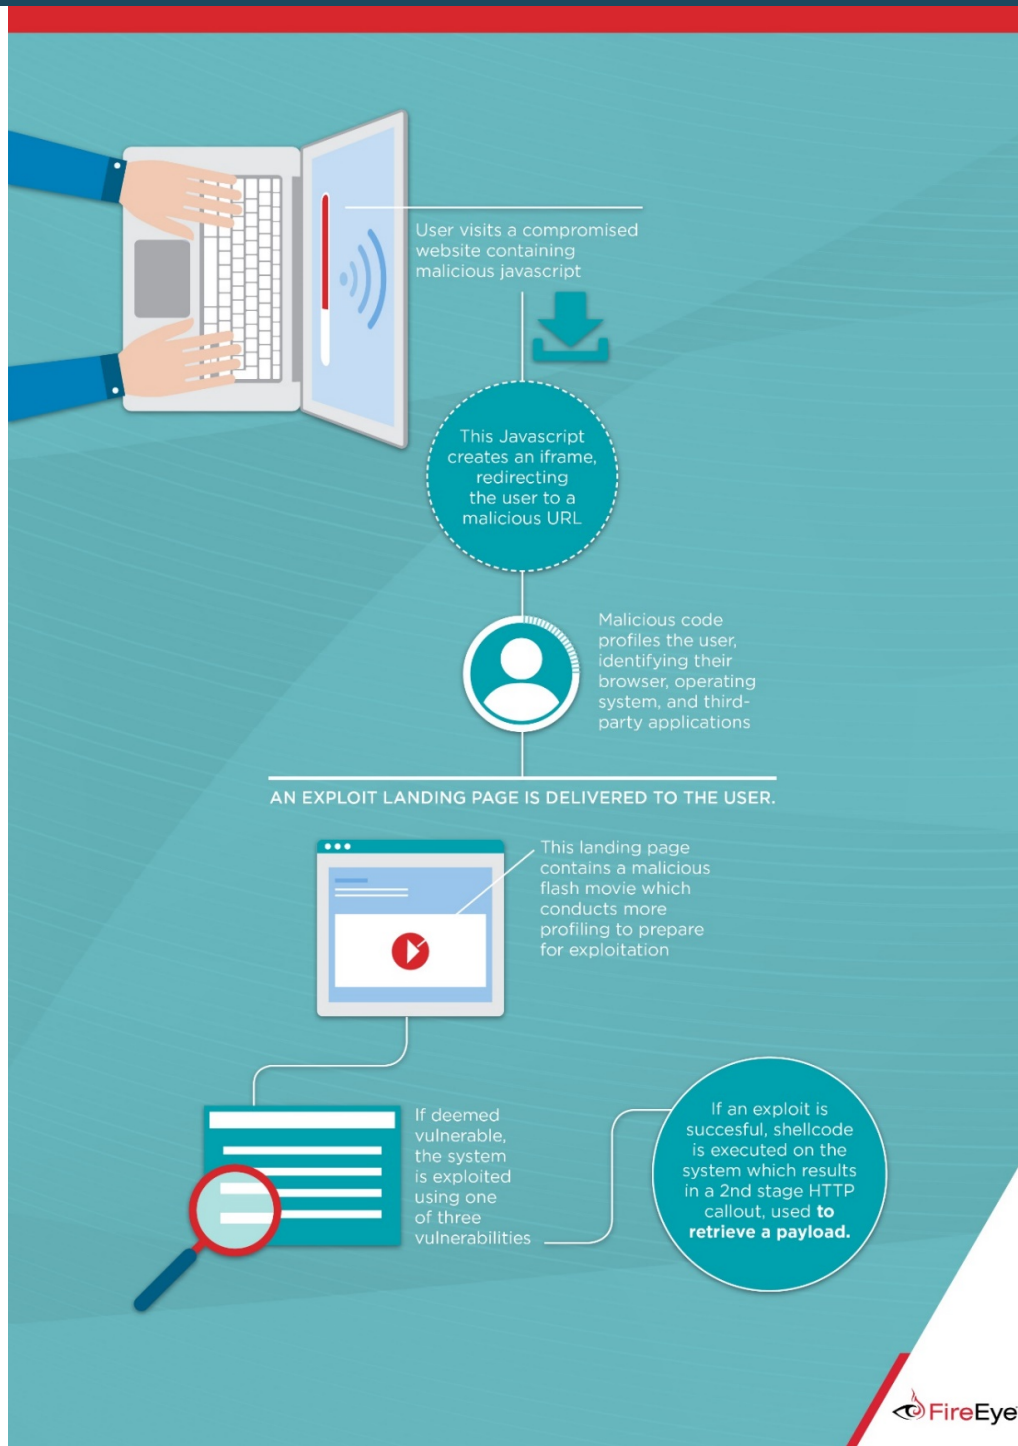 User visits a compromised
website containing
malicious javascript
This Javascript
creates an iframe,
redirecting
the user to a
malicious URL
Malicious code
profiles the user,
identifying their
browser, operating
system, and third-
party applications
AN EXPLOIT LANDING PAGE IS DELIVERED TO THE USER.
This landing page
contains a malicious
flash movie which
conducts more
profiling to prepare
for exploitation
If deemed
vulnerable,
the system
is exploited
using one
of three
vulnerabilities
If an exploit is
succesful, shellcode
is executed on the
system which results
in a 2nd stage HTTP
callout, used to
retrieve a payload.
FireEye